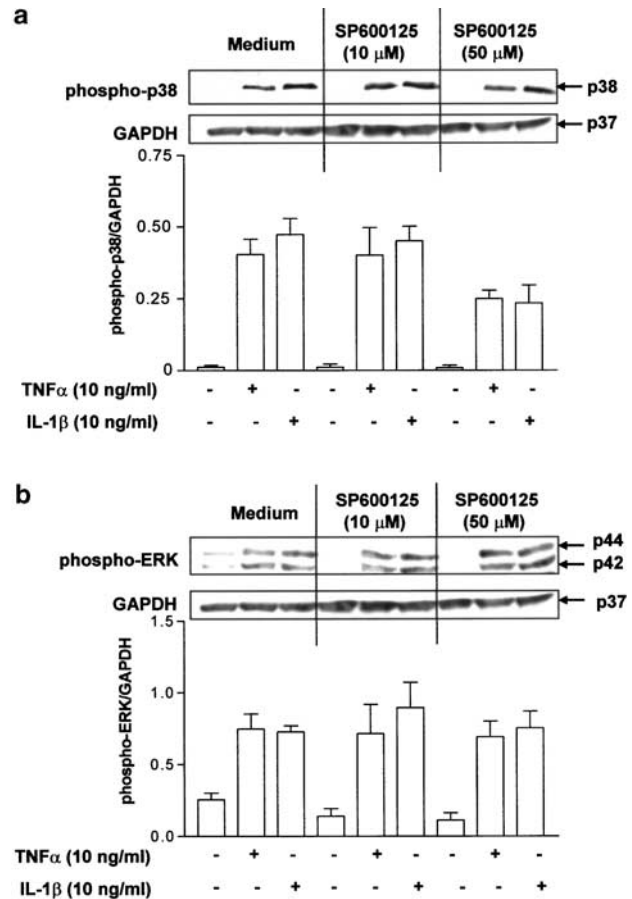 a
Medium SP600125 (10 μM) SP600125 (50 μM)
phospho-p38 p38
GAPDH p37
phospho-p38/GAPDH
0.75
0.50
0.25
0
TNFα (10 ng/ml) - + - - + - - + -
IL-1β (10 ng/ml) - - + - - + - - +
b
Medium SP600125 (10 μM) SP600125 (50 μM)
p44
phospho-ERK p42
GAPDH p37
phospho-ERK/GAPDH
1.5
1.0
0.5
0.0
TNFα (10 ng/ml) - + - - + - - + -
IL-1β (10 ng/ml) - - + - - + - - +